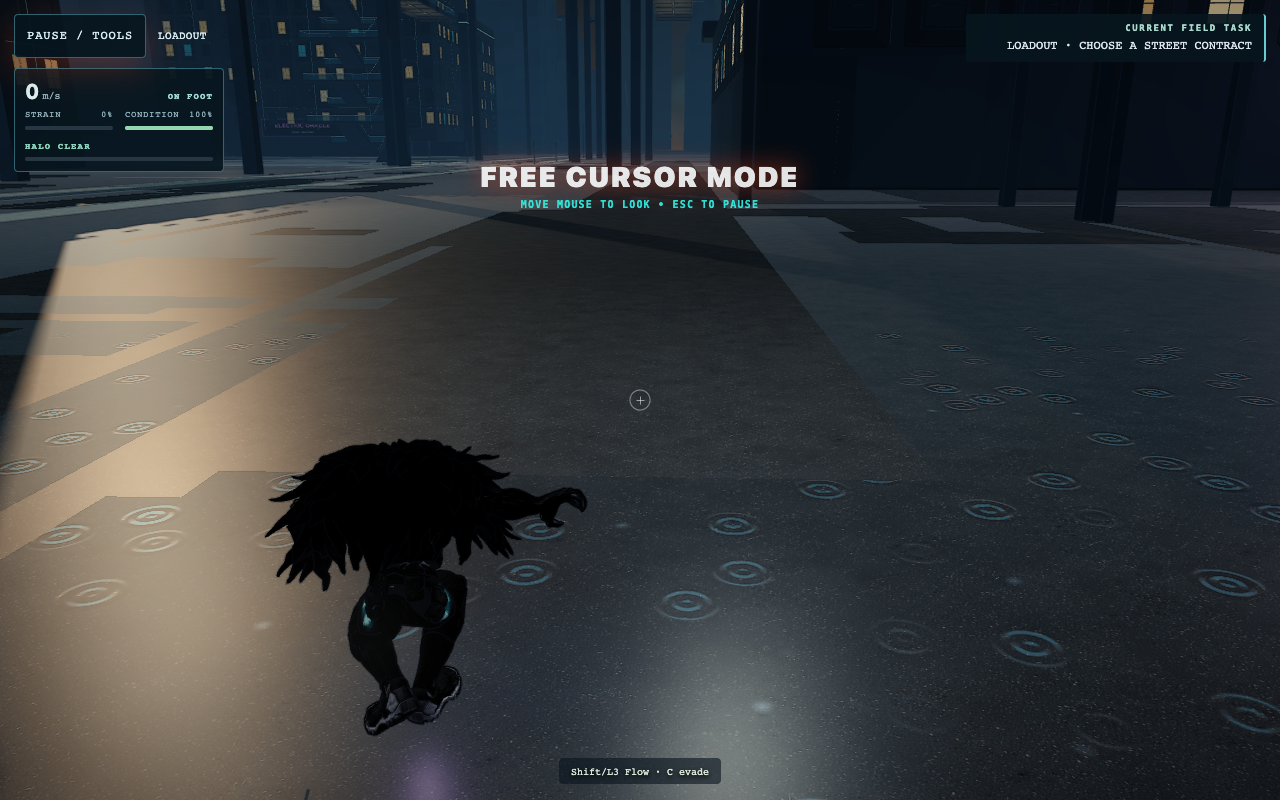 PAUSE / TOOLS
LOADOUT
0 m/s
ON FOOT
STRAIN 0%
CONDITION 100%
HALO CLEAR
CURRENT FIELD TASK
LOADOUT · CHOOSE A STREET CONTRACT
FREE CURSOR MODE
MOVE MOUSE TO LOOK • ESC TO PAUSE
Shift/L3 Flow · C evade